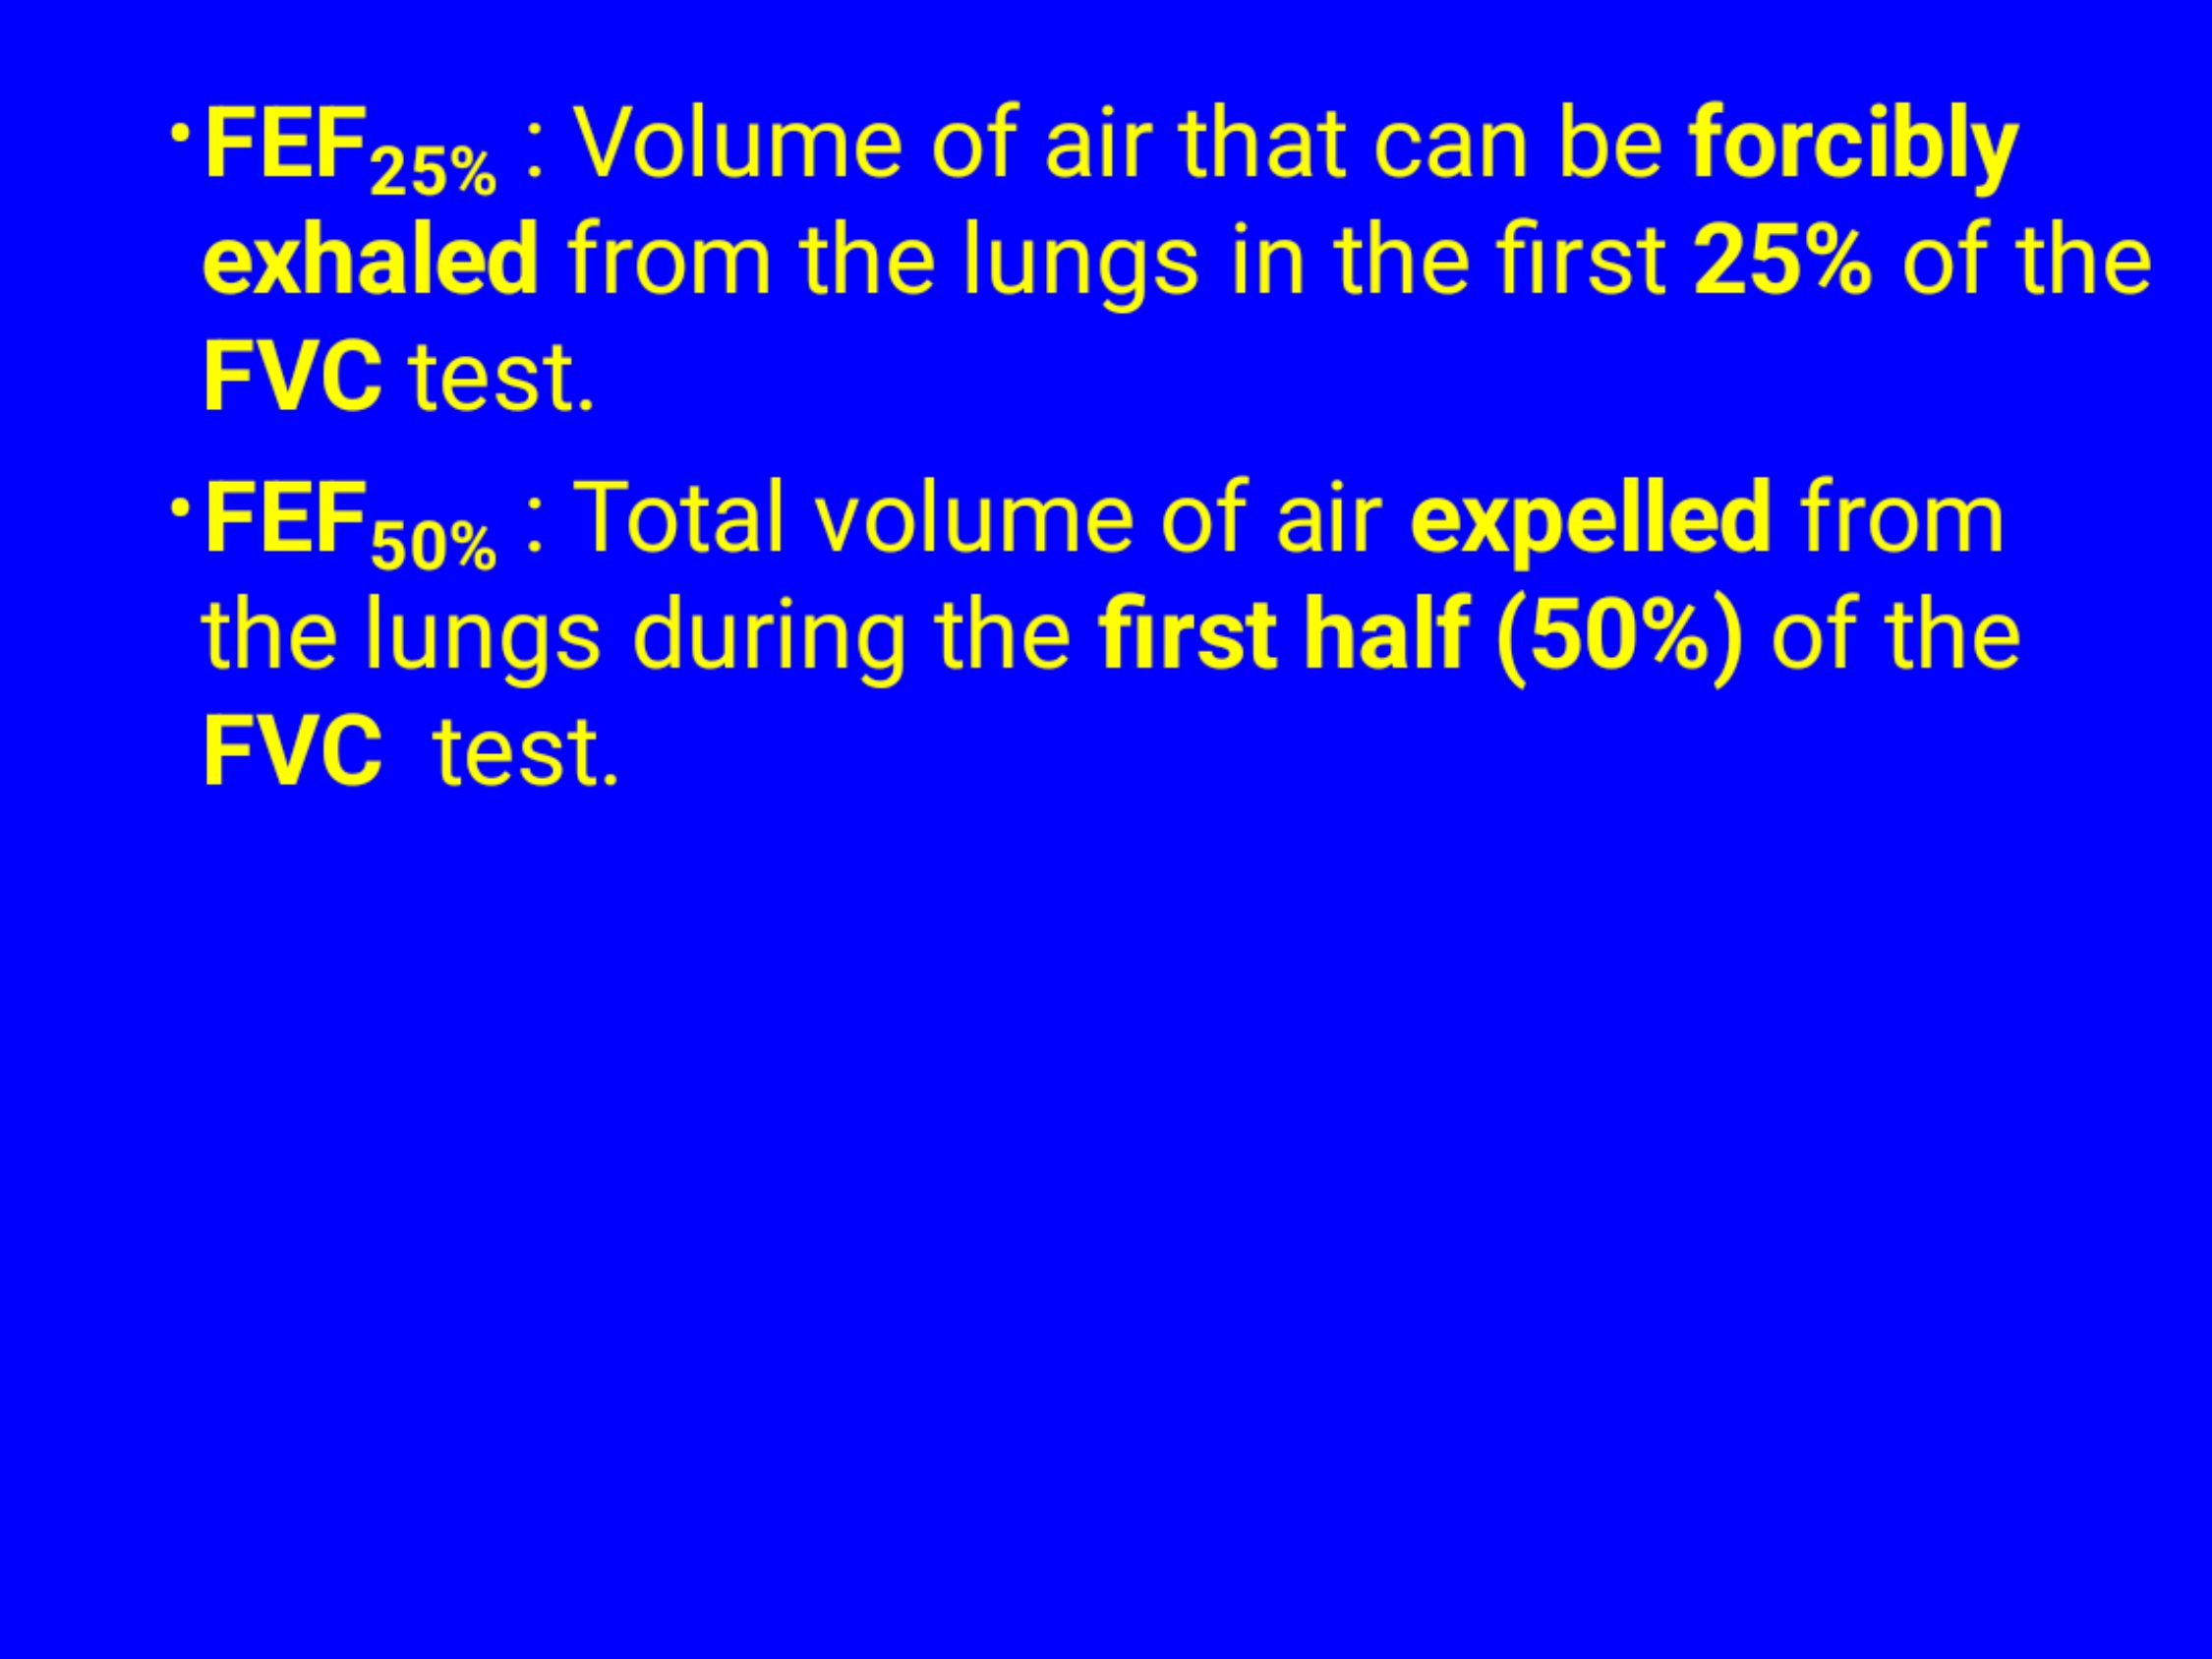 •FEF25% : Volume of air that can be forcibly
exhaled from the lungs in the first 25% of the
FVC test.
•FEF50% : Total volume of air expelled from
the lungs during the first half (50%) of the
FVC  test.